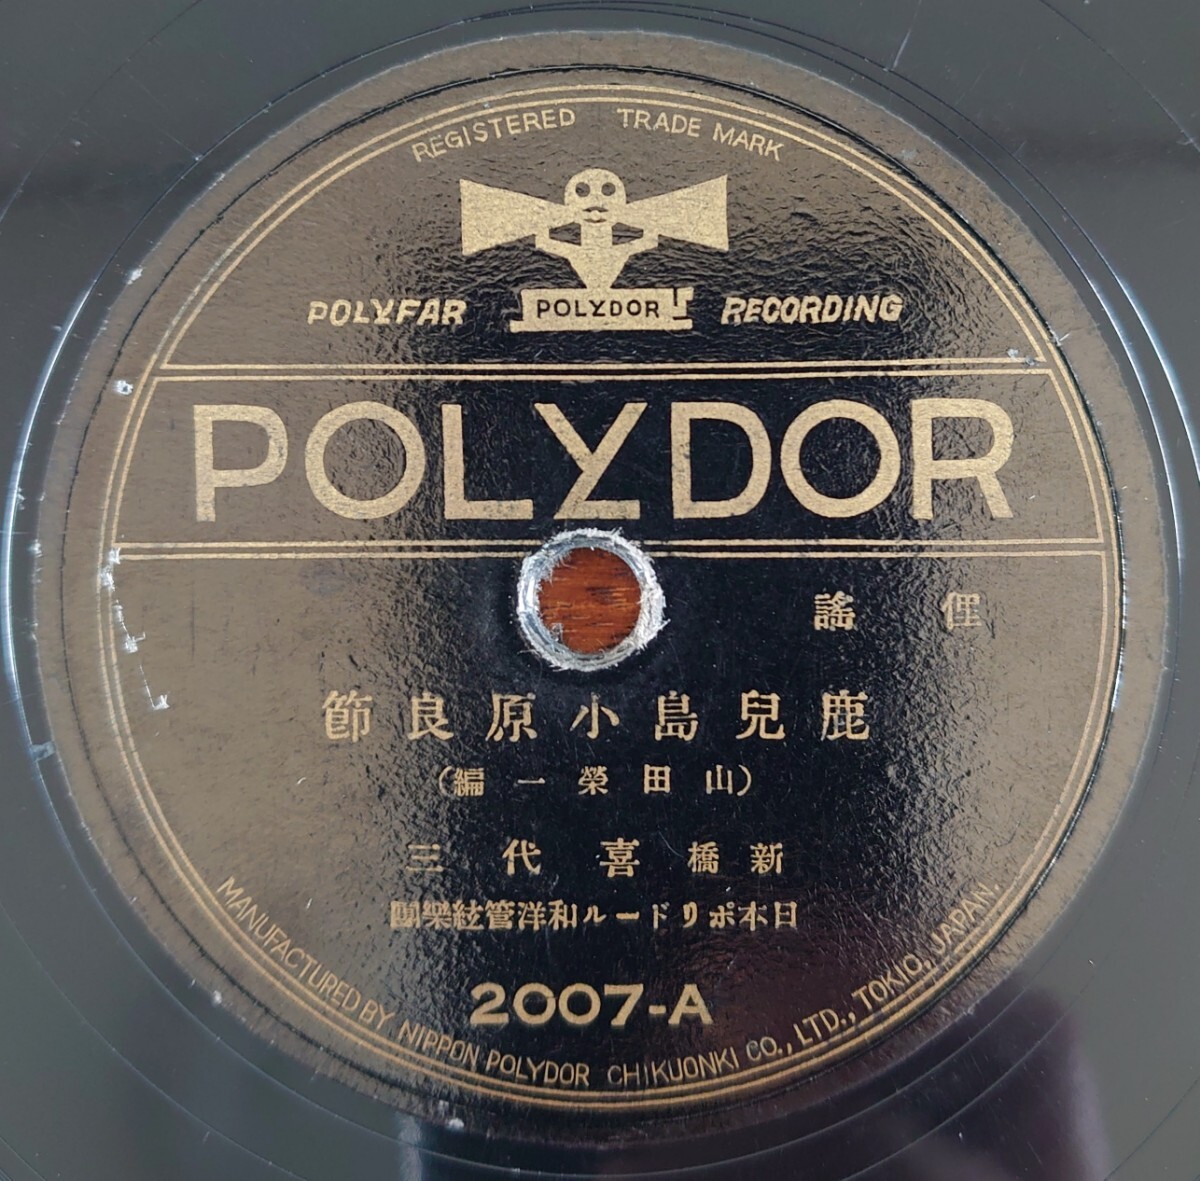 REGISTERED TRADE MARK
POLYFAR POLYDOR RECORDING
POLYDOR
俚謠
鹿兒島小原良節
(山田榮一編)
新橋喜代三
日本ポリドール和洋管絃樂團
2007-A
MANUFACTURED BY NIPPON POLYDOR CHIKUONKI CO., LTD., TOKIO, JAPAN.